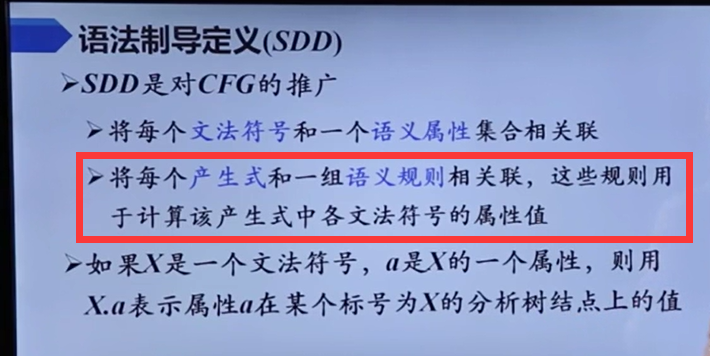 语法制导定义(SDD)
➢SDD是对CFG的推广
➢将每个文法符号和一个语义属性集合相关联
➢将每个产生式和一组语义规则相关联，这些规则用
于计算该产生式中各文法符号的属性值
➢如果X是一个文法符号，a是X的一个属性，则用
X.a表示属性a在某个标号为X的分析树结点上的值